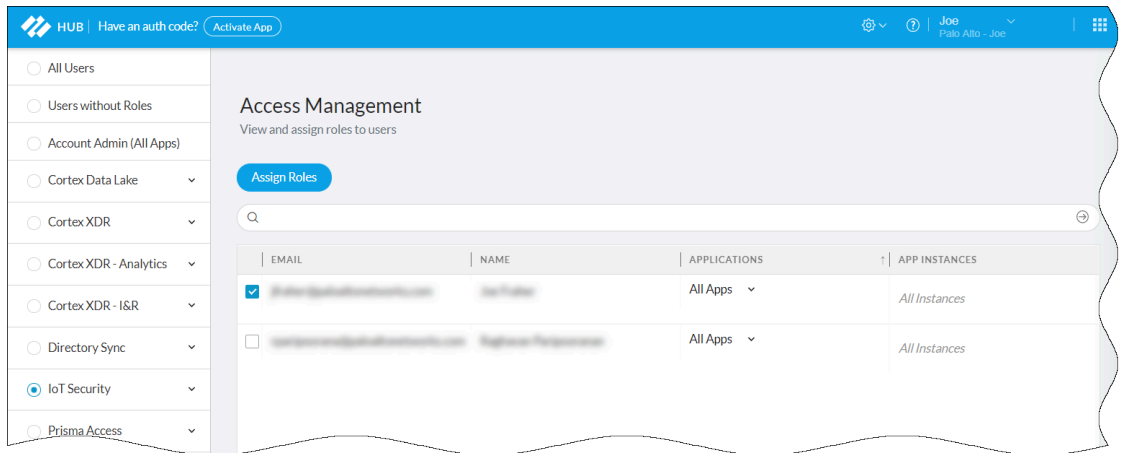 HUB Have an auth code? Activate App
Joe
Palo Alto - Joe
All Users
Users without Roles
Account Admin (All Apps)
Cortex Data Lake
Cortex XDR
Cortex XDR - Analytics
Cortex XDR - I&R
Directory Sync
IoT Security
Prisma Access
Access Management
View and assign roles to users
Assign Roles
EMAIL NAME APPLICATIONS APP INSTANCES
All Apps All Instances
All Apps All Instances